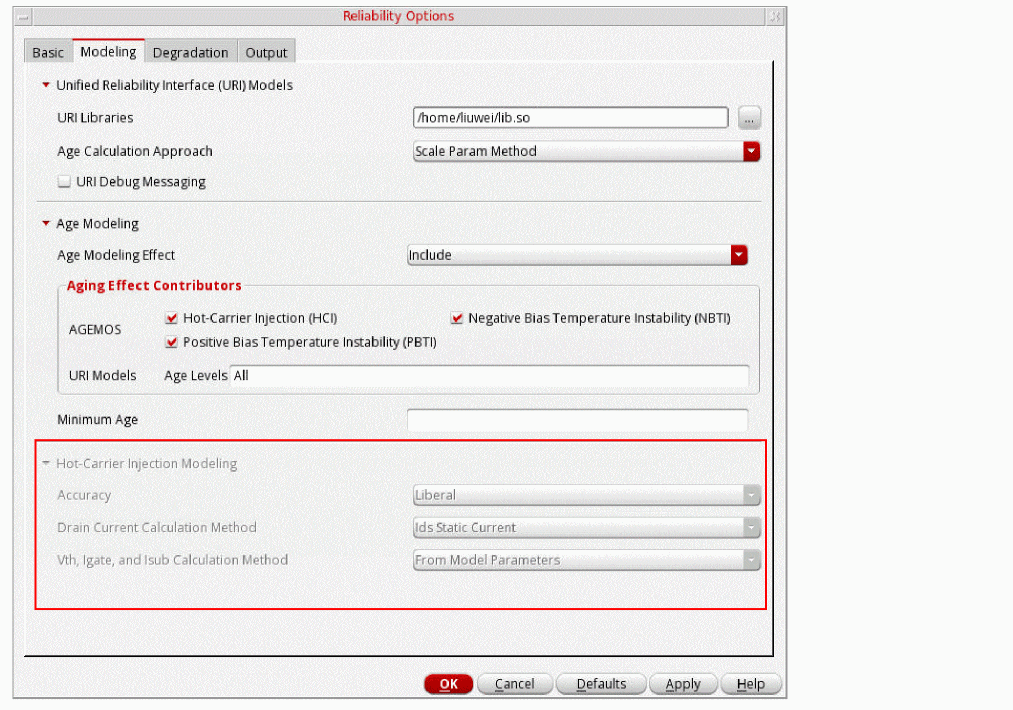 Reliability Options
Basic Modeling Degradation Output
Unified Reliability Interface (URI) Models
URI Libraries /home/liuwei/lib.so ...
Age Calculation Approach Scale Param Method
URI Debug Messaging
Age Modeling
Age Modeling Effect Include
Aging Effect Contributors
AGEMOS Hot-Carrier Injection (HCI) Negative Bias Temperature Instability (NBTI)
Positive Bias Temperature Instability (PBTI)
URI Models Age Levels All
Minimum Age
Hot-Carrier Injection Modeling
Accuracy Liberal
Drain Current Calculation Method Ids Static Current
Vth, Igate, and Isub Calculation Method From Model Parameters
OK Cancel Defaults Apply Help